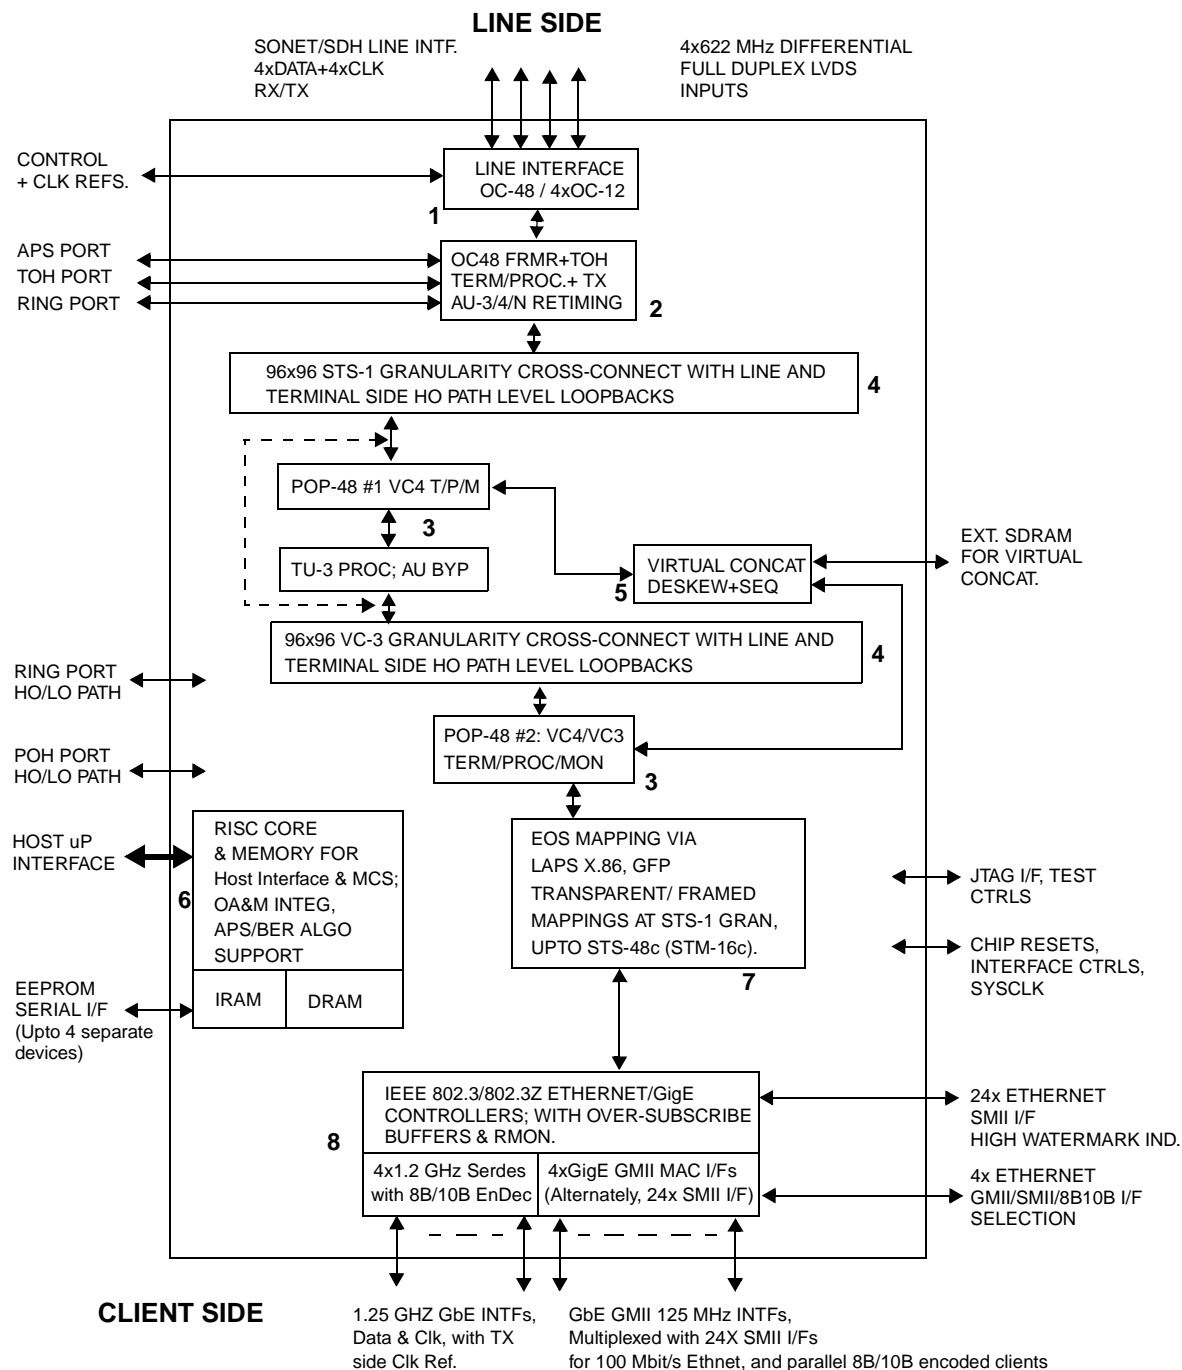 LINE SIDE
SONET/SDH LINE INTF.
4xDATA+4xCLK
RX/TX
4x622 MHz DIFFERENTIAL
FULL DUPLEX LVDS
INPUTS
CONTROL
+ CLK REFS.
LINE INTERFACE
OC-48 / 4xOC-12
1
APS PORT
TOH PORT
RING PORT
OC48 FRMR+TOH
TERM/PROC.+ TX
AU-3/4/N RETIMING
2
96x96 STS-1 GRANULARITY CROSS-CONNECT WITH LINE AND
TERMINAL SIDE HO PATH LEVEL LOOPBACKS
4
POP-48 #1 VC4 T/P/M
3
TU-3 PROC; AU BYP
VIRTUAL CONCAT
DESKEW+SEQ
5
EXT. SDRAM
FOR VIRTUAL
CONCAT.
96x96 VC-3 GRANULARITY CROSS-CONNECT WITH LINE AND
TERMINAL SIDE HO PATH LEVEL LOOPBACKS
4
RING PORT
HO/LO PATH
POP-48 #2: VC4/VC3
TERM/PROC/MON
3
POH PORT
HO/LO PATH
HOST uP
INTERFACE
RISC CORE
& MEMORY FOR
Host Interface & MCS;
OA&M INTEG,
APS/BER ALGO
SUPPORT
6
IRAM
DRAM
EEPROM
SERIAL I/F
(Upto 4 separate
devices)
EOS MAPPING VIA
LAPS X.86, GFP
TRANSPARENT/ FRAMED
MAPPINGS AT STS-1 GRAN,
UPTO STS-48c (STM-16c).
7
JTAG I/F, TEST
CTRLS
CHIP RESETS,
INTERFACE CTRLS,
SYSCLK
IEEE 802.3/802.3Z ETHERNET/GigE
CONTROLLERS; WITH OVER-SUBSCRIBE
BUFFERS & RMON.
8
4x1.2 GHz Serdes
with 8B/10B EnDec
4xGigE GMII MAC I/Fs
(Alternately, 24x SMII I/F)
24x ETHERNET
SMII I/F
HIGH WATERMARK IND.
4x ETHERNET
GMII/SMII/8B10B I/F
SELECTION
CLIENT SIDE
1.25 GHZ GbE INTFs,
Data & Clk, with TX
side Clk Ref.
GbE GMII 125 MHz INTFs,
Multiplexed with 24X SMII I/Fs
for 100 Mbit/s Ethnet, and parallel 8B/10B encoded clients